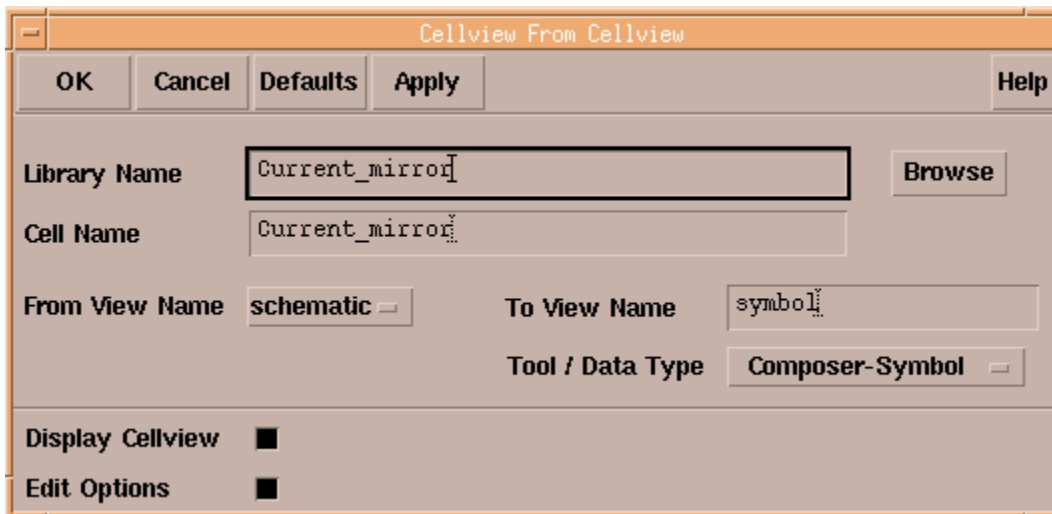 Cellview From Cellview
OK Cancel Defaults Apply Help
Library Name Current_mirror Browse
Cell Name Current_mirror
From View Name schematic To View Name symbol
Tool / Data Type Composer-Symbol
Display Cellview
Edit Options